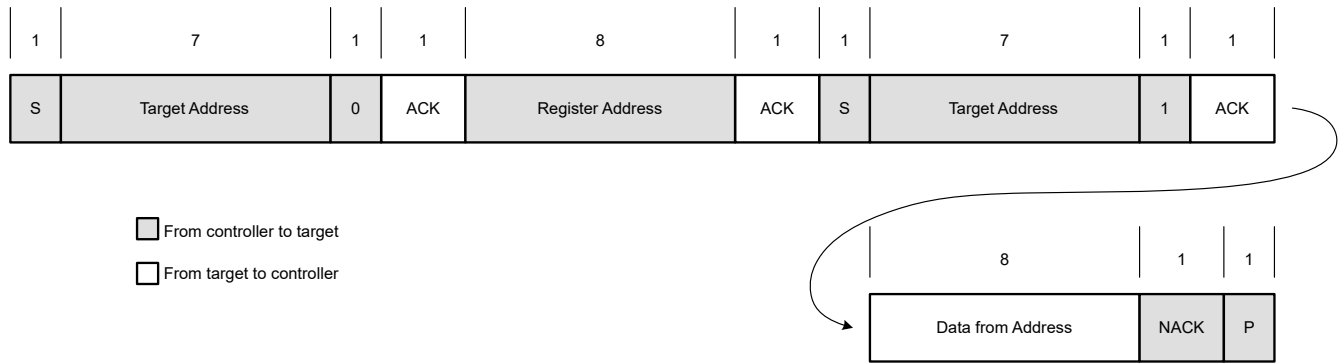 1 7 1 1 8 1 1 7 1 1
S Target Address 0 ACK Register Address ACK S Target Address 1 ACK
From controller to target
From target to controller
8 1 1
Data from Address NACK P